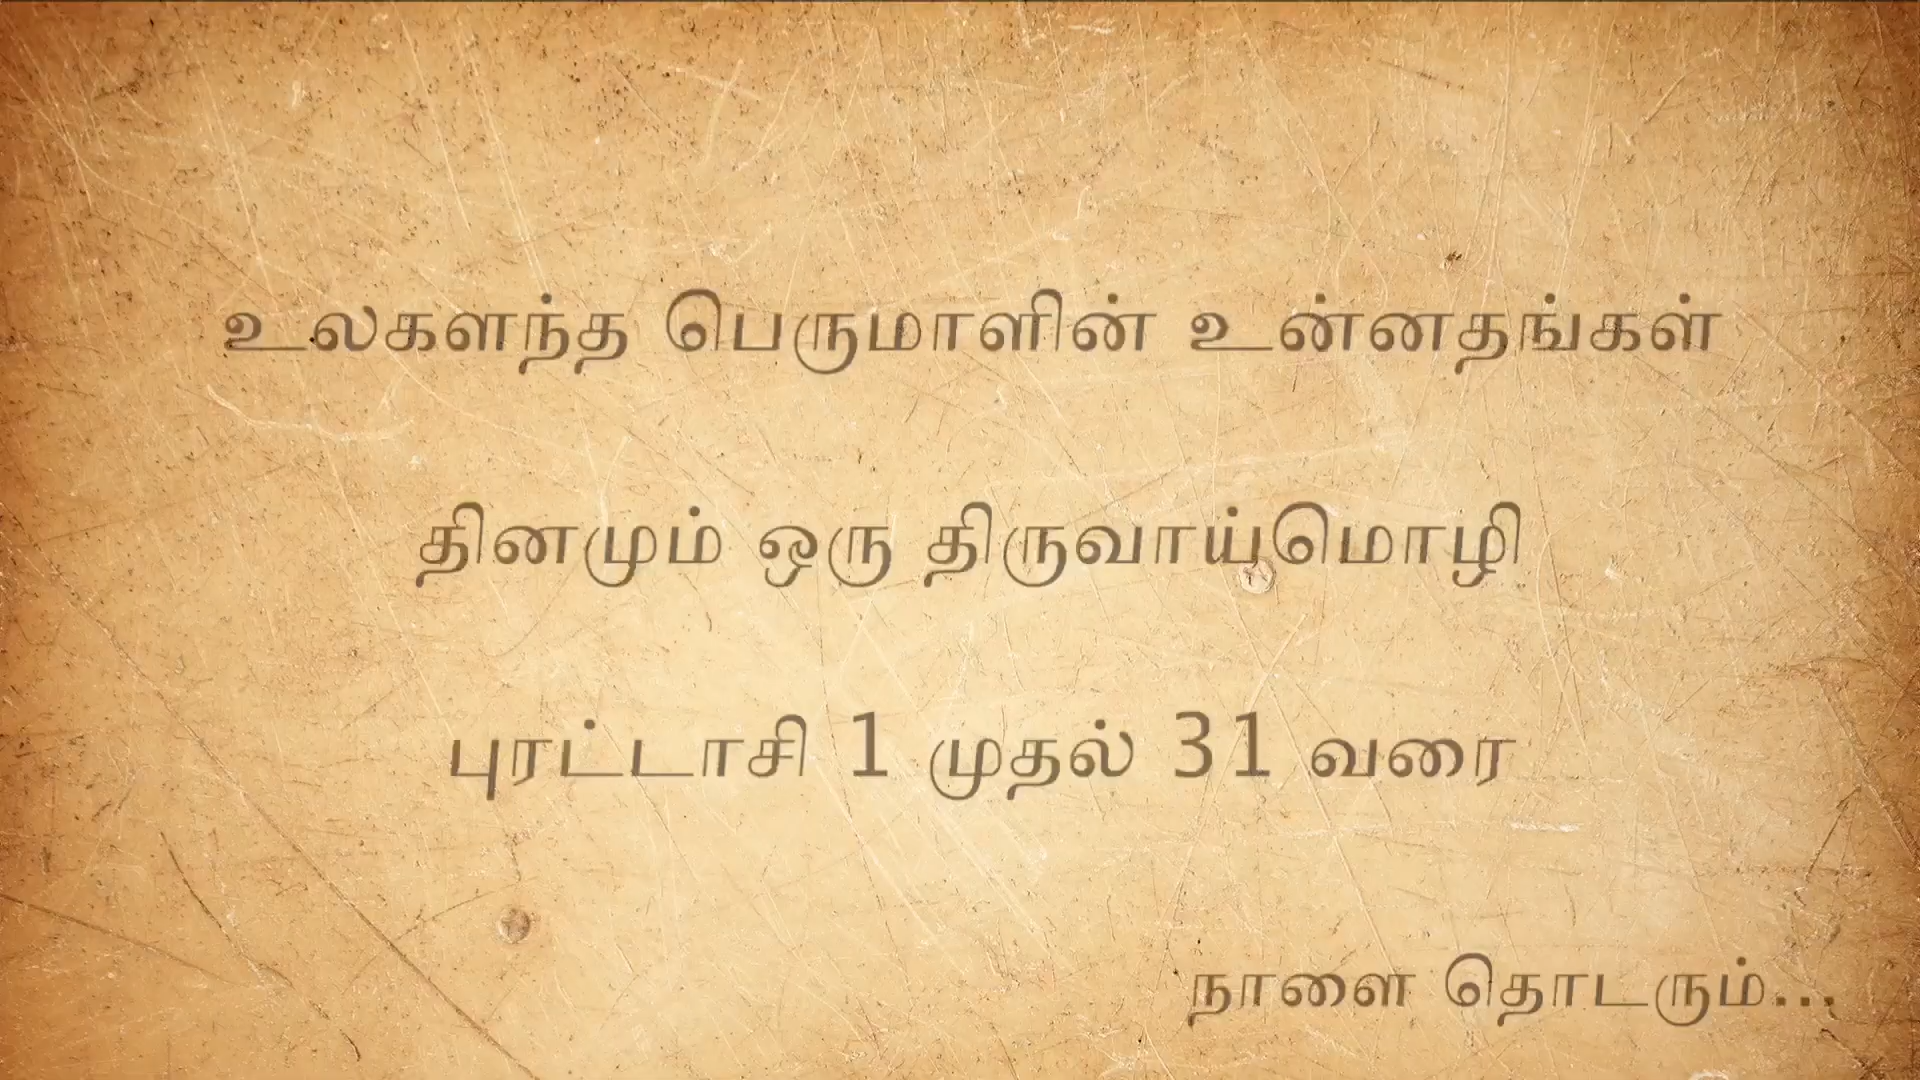 உலகளந்த பெருமாளின் உன்னதங்கள்
தினமும் ஒரு திருவாய்மொழி
புரட்டாசி 1 முதல் 31 வரை
நாளை தொடரும்...